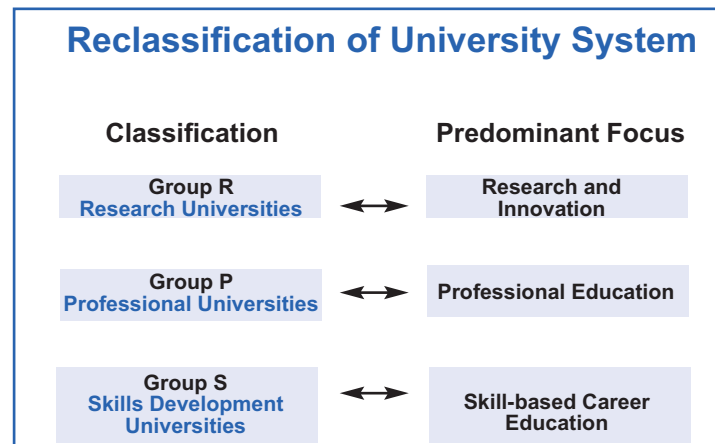 Reclassification of University System
Classification
Predominant Focus
Group R
Research Universities
Research and
Innovation
Group P
Professional Universities
Professional Education
Group S
Skills Development
Universities
Skill-based Career
Education